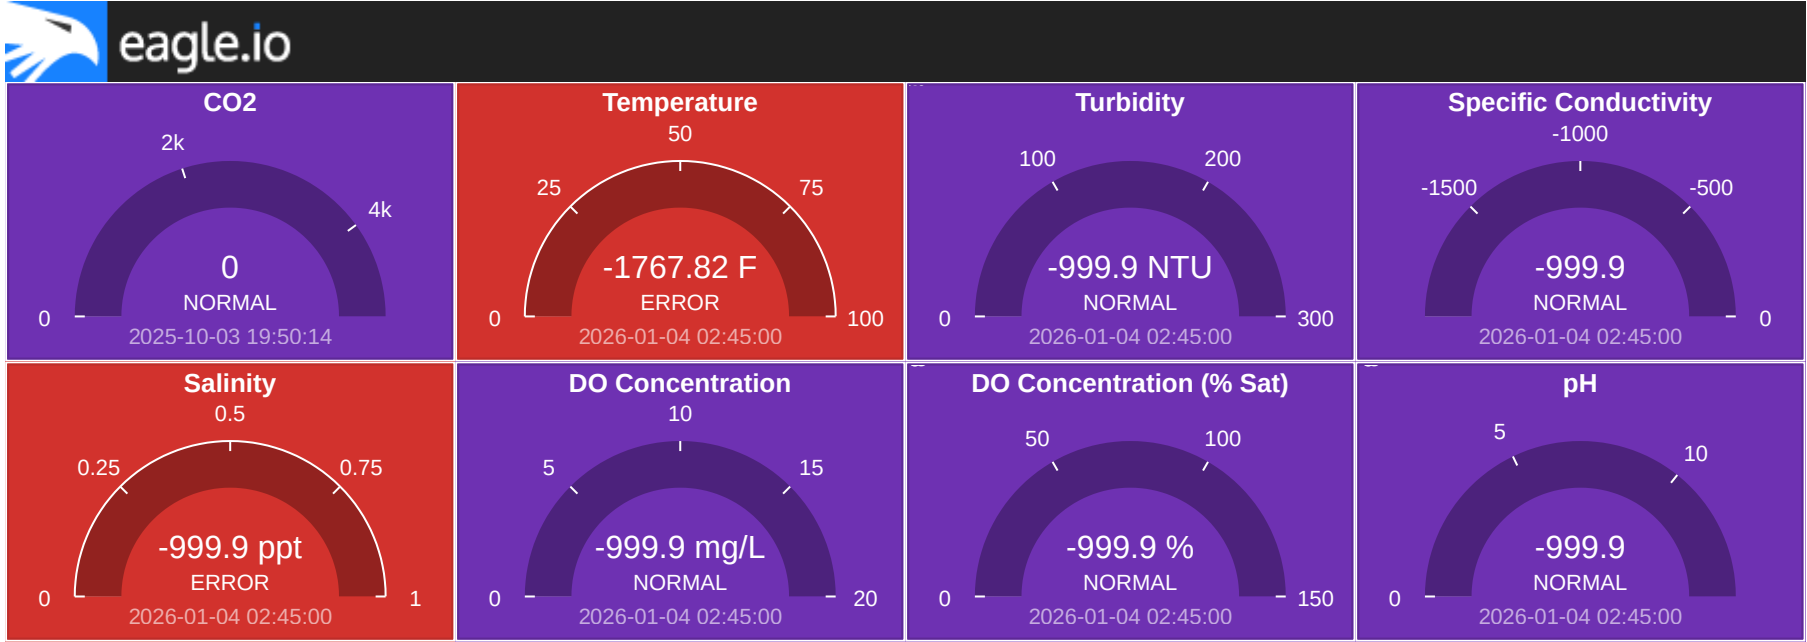 eagle.io
CO2
2k
4k
0
0
NORMAL
2025-10-03 19:50:14
Temperature
50
25
75
-1767.82 F
ERROR
0
100
2026-01-04 02:45:00
Turbidity
100
200
-999.9 NTU
NORMAL
0
300
2026-01-04 02:45:00
Specific Conductivity
-1000
-1500
-500
-999.9
NORMAL
0
2026-01-04 02:45:00
Salinity
0.5
0.25
0.75
-999.9 ppt
ERROR
0
1
2026-01-04 02:45:00
DO Concentration
10
5
15
-999.9 mg/L
NORMAL
0
20
2026-01-04 02:45:00
DO Concentration (% Sat)
50
100
-999.9 %
NORMAL
0
150
2026-01-04 02:45:00
pH
5
10
-999.9
NORMAL
0
2026-01-04 02:45:00